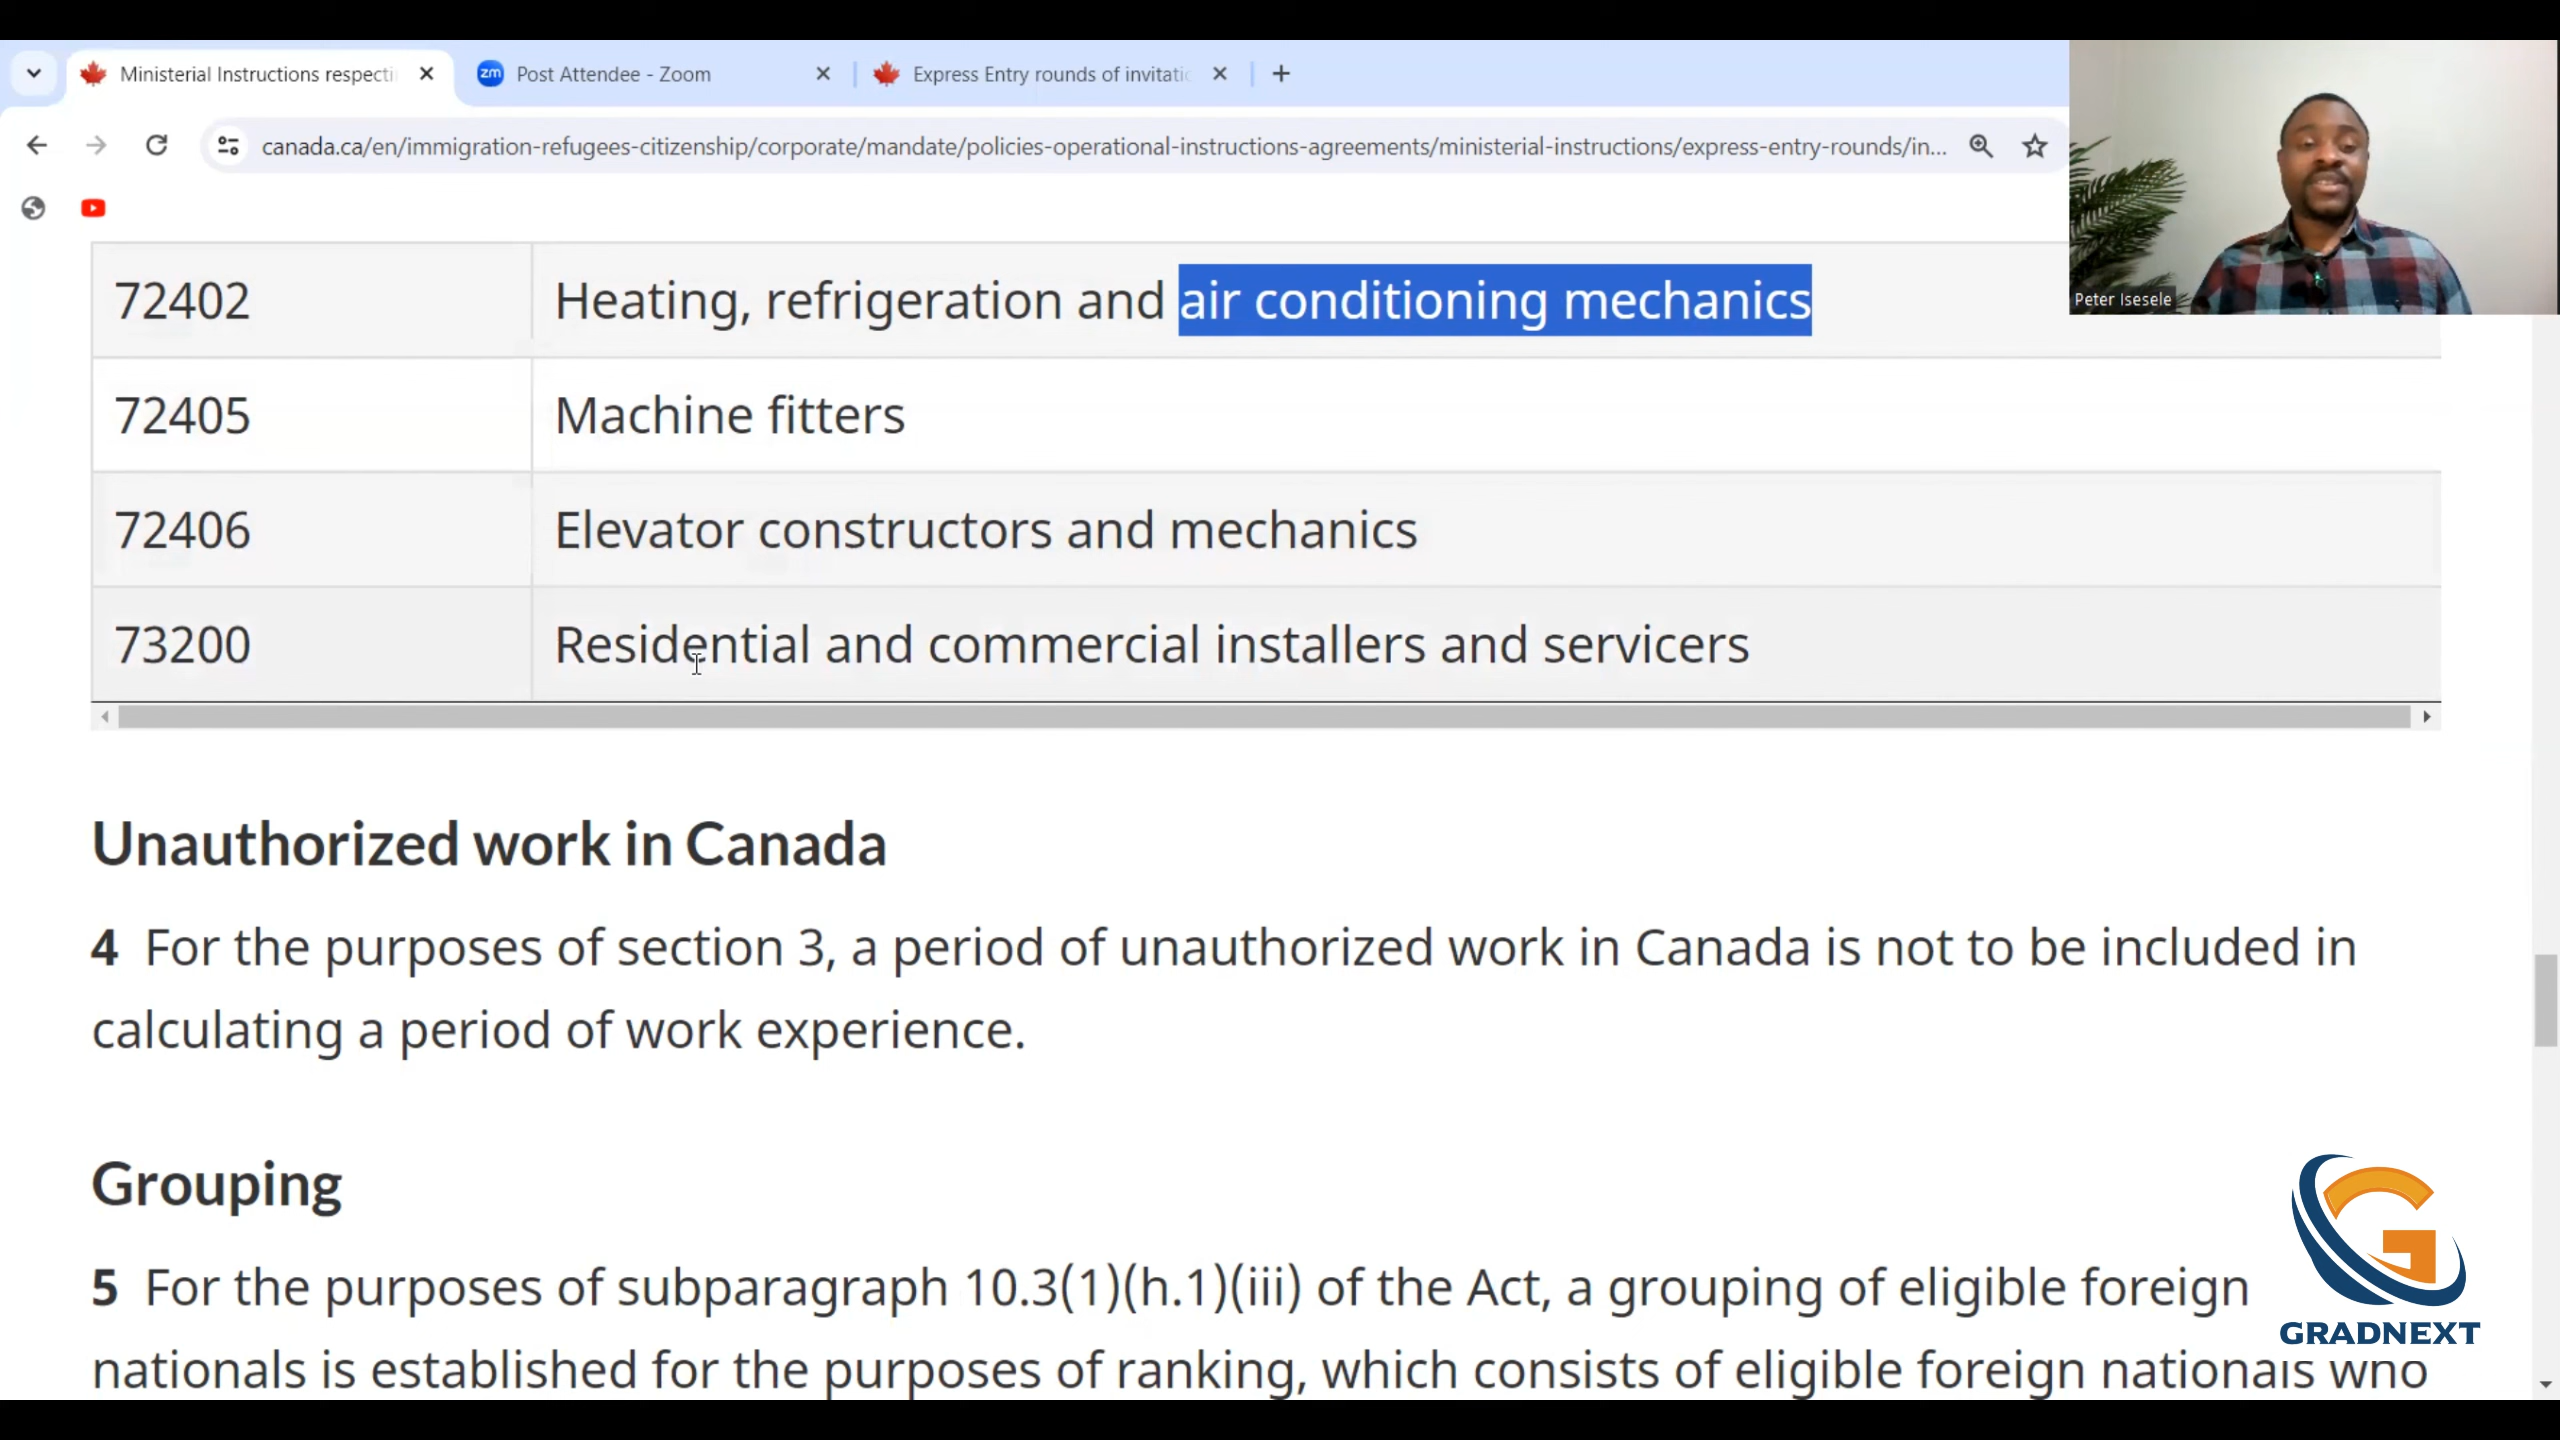 Ministerial Instructions respecti
Post Attendee - Zoom
Express Entry rounds of invitatio
canada.ca/en/immigration-refugees-citizenship/corporate/mandate/policies-operational-instructions-agreements/ministerial-instructions/express-entry-rounds/in...
Peter Isesele
72402 Heating, refrigeration and air conditioning mechanics
72405 Machine fitters
72406 Elevator constructors and mechanics
73200 Residential and commercial installers and servicers
Unauthorized work in Canada
4 For the purposes of section 3, a period of unauthorized work in Canada is not to be included in
calculating a period of work experience.
Grouping
5 For the purposes of subparagraph 10.3(1)(h.1)(iii) of the Act, a grouping of eligible foreign
nationals is established for the purposes of ranking, which consists of eligible foreign nationals who
zm
G
GRADNEXT